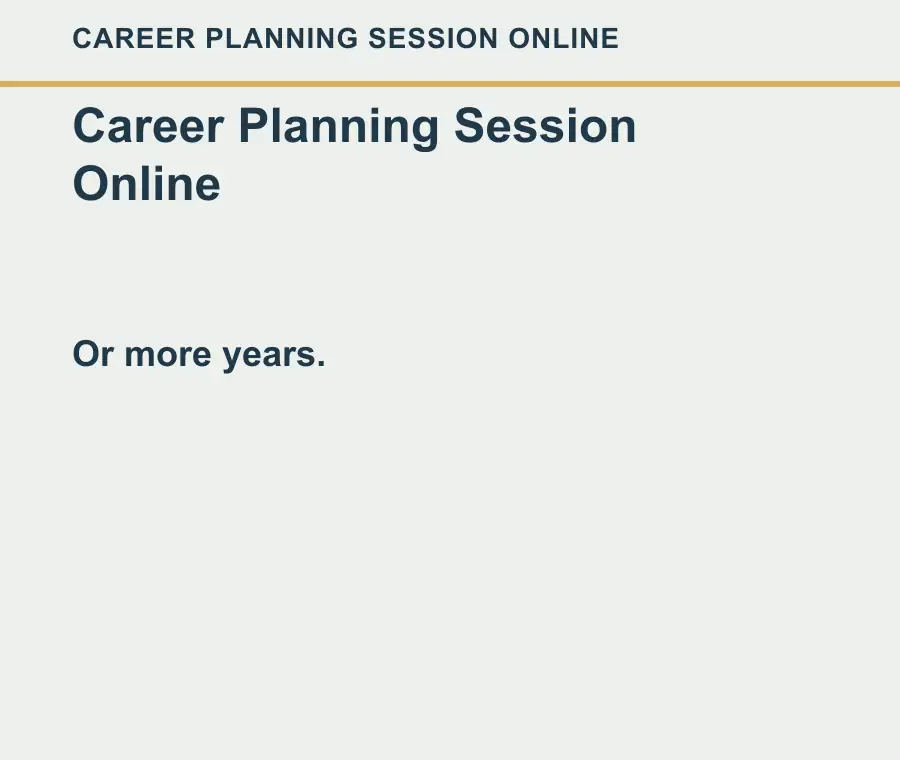 CAREER PLANNING SESSION ONLINE
Career Planning Session
Online
Or more years.